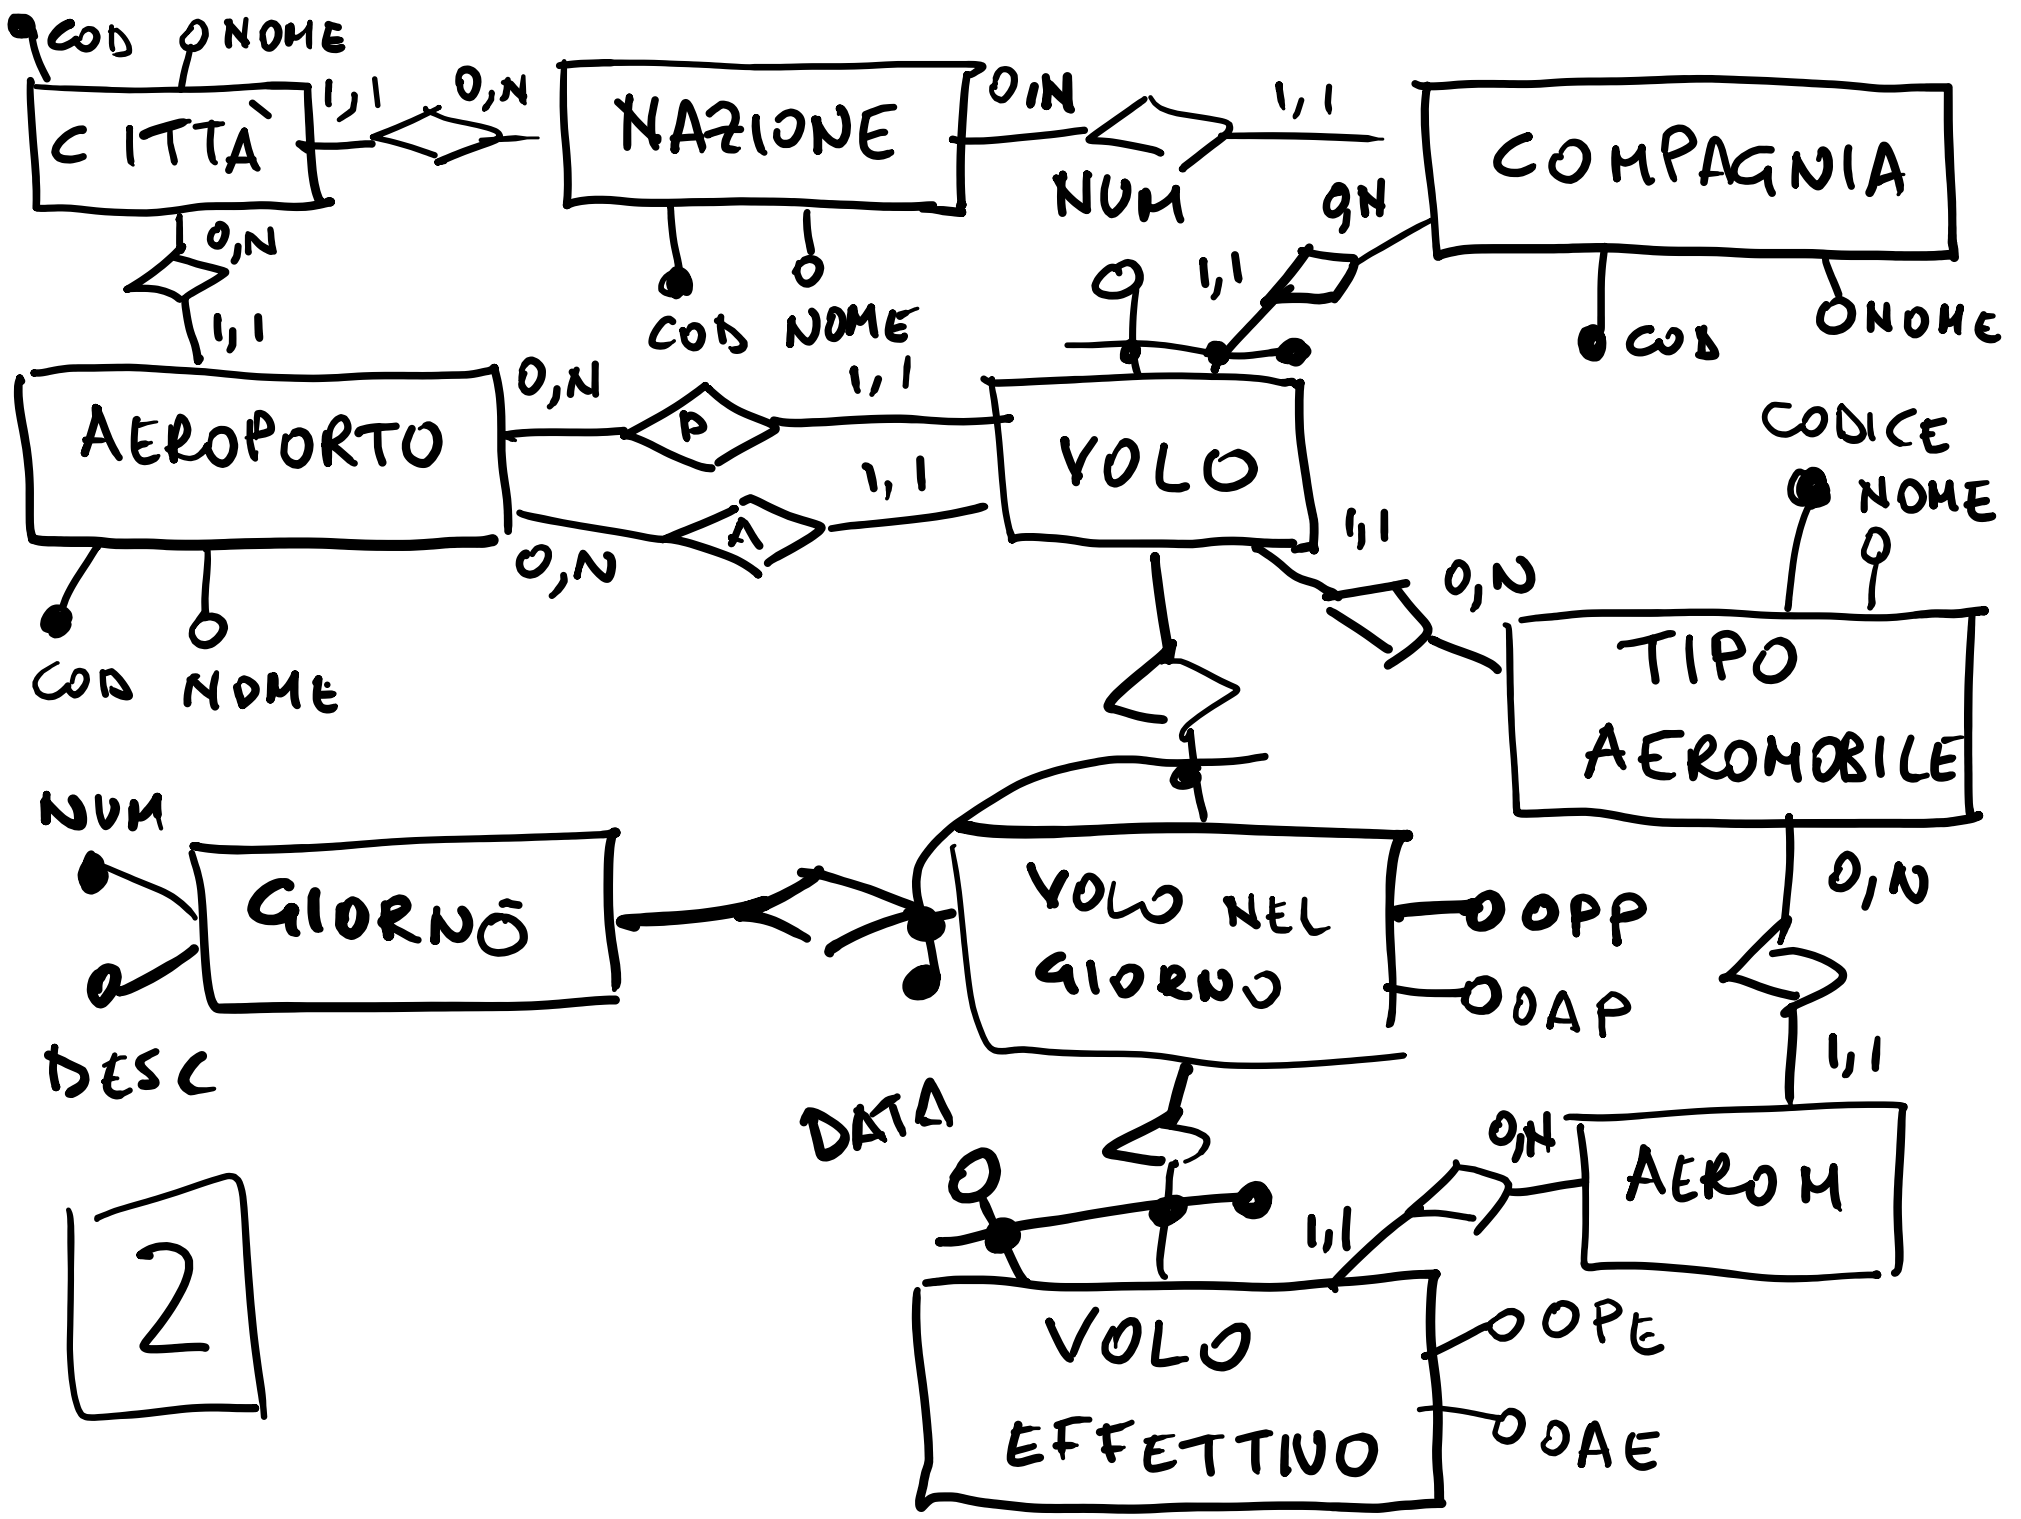 COD NOME
1,1
0,N
CITTÀ
NAZIONE
0,N
1,1
COMPAGNIA
NUM
0,N
0,N
1,1
1,1
COD NOME
COD
NOME
AEROPORTO
0,N
P
1,1
VOLO
0,N
A
1,1
COD NOME
1,1
0,N
CODICE
NOME
TIPO
AEROMOBILE
NUM
GIORNO
DESC
VOLO NEL
GIORNO
OPP
OAP
0,N
1,1
DATA
0,N
1,1
AEROM
VOLO
EFFETTIVO
OPE
OAE
2